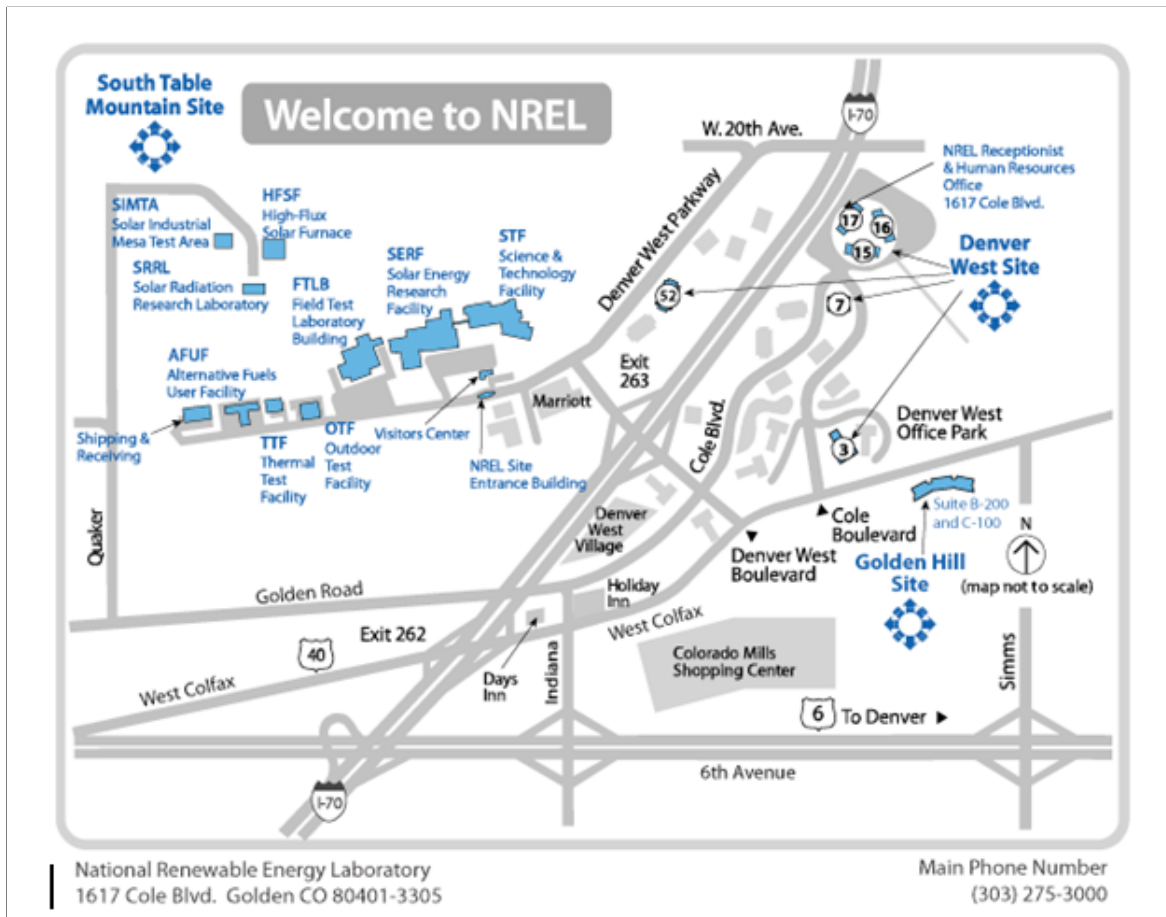 South Table
Mountain Site
Welcome to NREL
I-70
W. 20th Ave.
NREL Receptionist
& Human Resources
Office
1617 Cole Blvd.
SIMTA
Solar Industrial
Mesa Test Area
HFSF
High-Flux
Solar Furnace
SRRL
Solar Radiation
Research Laboratory
FTLB
Field Test
Laboratory
Building
SERF
Solar Energy
Research
Facility
STF
Science &
Technology
Facility
Denver West Parkway
17
16
15
Denver
West Site
52
7
AFUF
Alternative Fuels
User Facility
Exit
263
Marriott
Cole Blvd.
Denver West
Office Park
3
Shipping &
Receiving
TTF
Thermal
Test
Facility
OTF
Outdoor
Test
Facility
Visitors Center
NREL Site
Entrance Building
Suite B-200
and C-100
Quaker
Denver
West
Village
Cole
Boulevard
Denver West
Boulevard
Golden Hill
Site
N
(map not to scale)
Golden Road
Holiday
Inn
West Colfax
Exit 262
40
West Colfax
Days
Inn
Indiana
Colorado Mills
Shopping Center
Simms
6 To Denver
6th Avenue
I-70
National Renewable Energy Laboratory
1617 Cole Blvd. Golden CO 80401-3305
Main Phone Number
(303) 275-3000